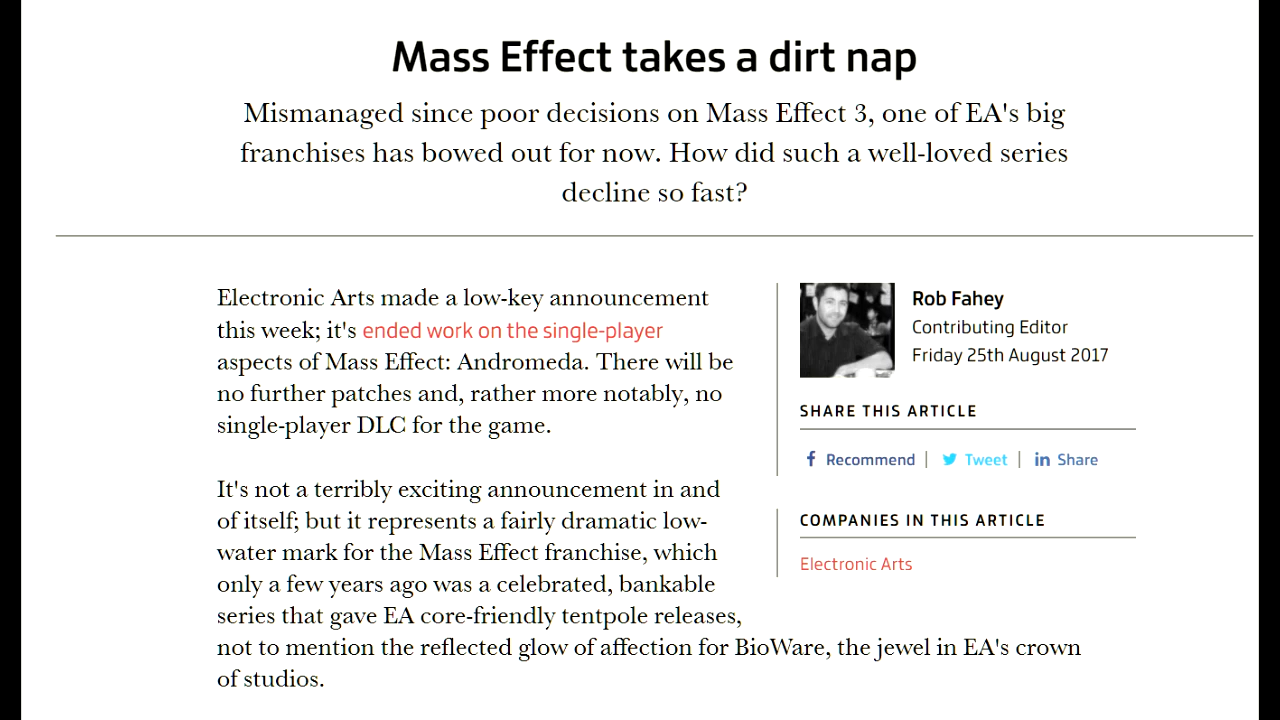 Mass Effect takes a dirt nap
Mismanaged since poor decisions on Mass Effect 3, one of EA's big
franchises has bowed out for now. How did such a well-loved series
decline so fast?
Electronic Arts made a low-key announcement
this week; it's ended work on the single-player
aspects of Mass Effect: Andromeda. There will be
no further patches and, rather more notably, no
single-player DLC for the game.
It's not a terribly exciting announcement in and
of itself; but it represents a fairly dramatic low-
water mark for the Mass Effect franchise, which
only a few years ago was a celebrated, bankable
series that gave EA core-friendly tentpole releases,
not to mention the reflected glow of affection for BioWare, the jewel in EA's crown
of studios.
Rob Fahey
Contributing Editor
Friday 25th August 2017
SHARE THIS ARTICLE
f Recommend | Tweet | in Share
COMPANIES IN THIS ARTICLE
Electronic Arts